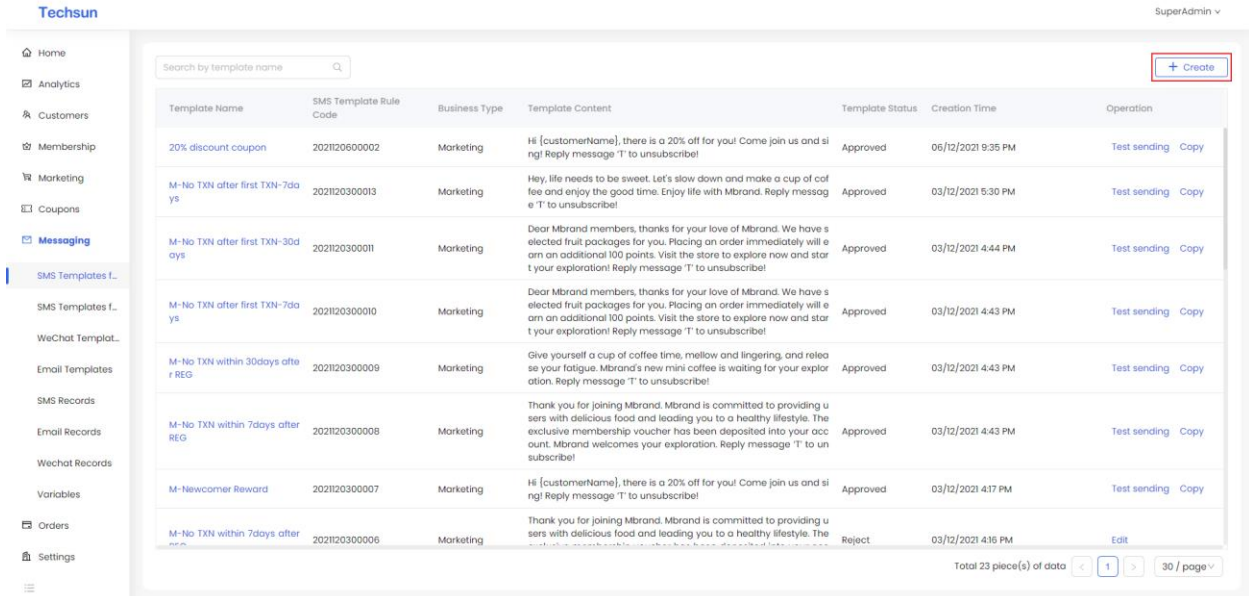 Techsun
SuperAdmin
Home
Analytics
Customers
Membership
Marketing
Coupons
Messaging
SMS Templates f...
SMS Templates f...
WeChat Templat...
Email Templates
SMS Records
Email Records
Wechat Records
Variables
Orders
Settings
Search by template name
+ Create
Template Name
SMS Template Rule
Code
Business Type
Template Content
Template Status
Creation Time
Operation
20% discount coupon
2021120600002
Marketing
Hi {customerName}, there is a 20% off for you! Come join us and si
ng! Reply message 'T' to unsubscribe!
Approved
06/12/2021 9:35 PM
Test sending Copy
M-No TXN after first TXN-7da
ys
2021120300013
Marketing
Hey, life needs to be sweet. Let's slow down and make a cup of cof
fee and enjoy the good time. Enjoy life with Mbrand. Reply messag
e 'T' to unsubscribe!
Approved
03/12/2021 5:30 PM
Test sending Copy
M-No TXN after first TXN-30d
ays
2021120300011
Marketing
Dear Mbrand members, thanks for your love of Mbrand. We have s
elected fruit packages for you. Placing an order immediately will e
arn an additional 100 points. Visit the store to explore now and star
t your exploration! Reply message 'T' to unsubscribe!
Approved
03/12/2021 4:44 PM
Test sending Copy
M-No TXN after first TXN-7da
ys
2021120300010
Marketing
Dear Mbrand members, thanks for your love of Mbrand. We have s
elected fruit packages for you. Placing an order immediately will e
arn an additional 100 points. Visit the store to explore now and star
t your exploration! Reply message 'T' to unsubscribe!
Approved
03/12/2021 4:43 PM
Test sending Copy
M-No TXN within 30days afte
r REG
2021120300009
Marketing
Give yourself a cup of coffee time, mellow and lingering, and relea
se your fatigue. Mbrand's new mini coffee is waiting for your explor
ation. Reply message 'T' to unsubscribe!
Approved
03/12/2021 4:43 PM
Test sending Copy
M-No TXN within 7days after
REG
2021120300008
Marketing
Thank you for joining Mbrand. Mbrand is committed to providing u
sers with delicious food and leading you to a healthy lifestyle. The
exclusive membership voucher has been deposited into your acc
ount. Mbrand welcomes your exploration. Reply message 'T' to un
subscribe!
Approved
03/12/2021 4:43 PM
Test sending Copy
M-Newcomer Reward
2021120300007
Marketing
Hi {customerName}, there is a 20% off for you! Come join us and si
ng! Reply message 'T' to unsubscribe!
Approved
03/12/2021 4:17 PM
Test sending Copy
M-No TXN within 7days after
2021120300006
Marketing
Thank you for joining Mbrand. Mbrand is committed to providing u
sers with delicious food and leading you to a healthy lifestyle. The
Reject
03/12/2021 4:16 PM
Edit
Total 23 piece(s) of data
1
30 / page